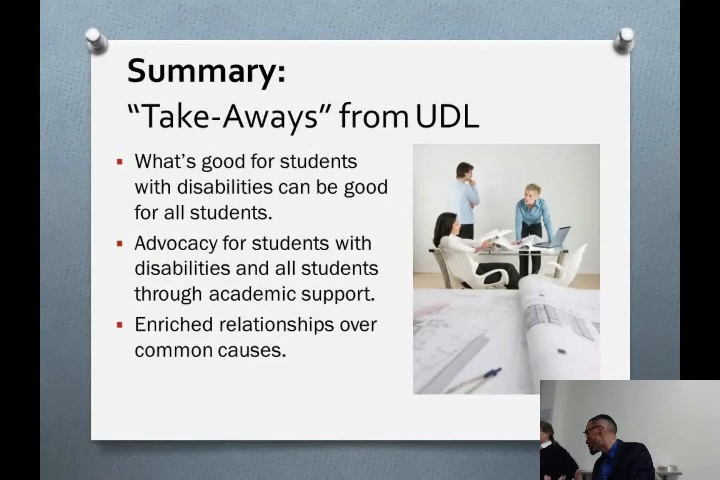 Summary:
“Take-Aways” from UDL
What’s good for students
with disabilities can be good
for all students.
Advocacy for students with
disabilities and all students
through academic support.
Enriched relationships over
common causes.